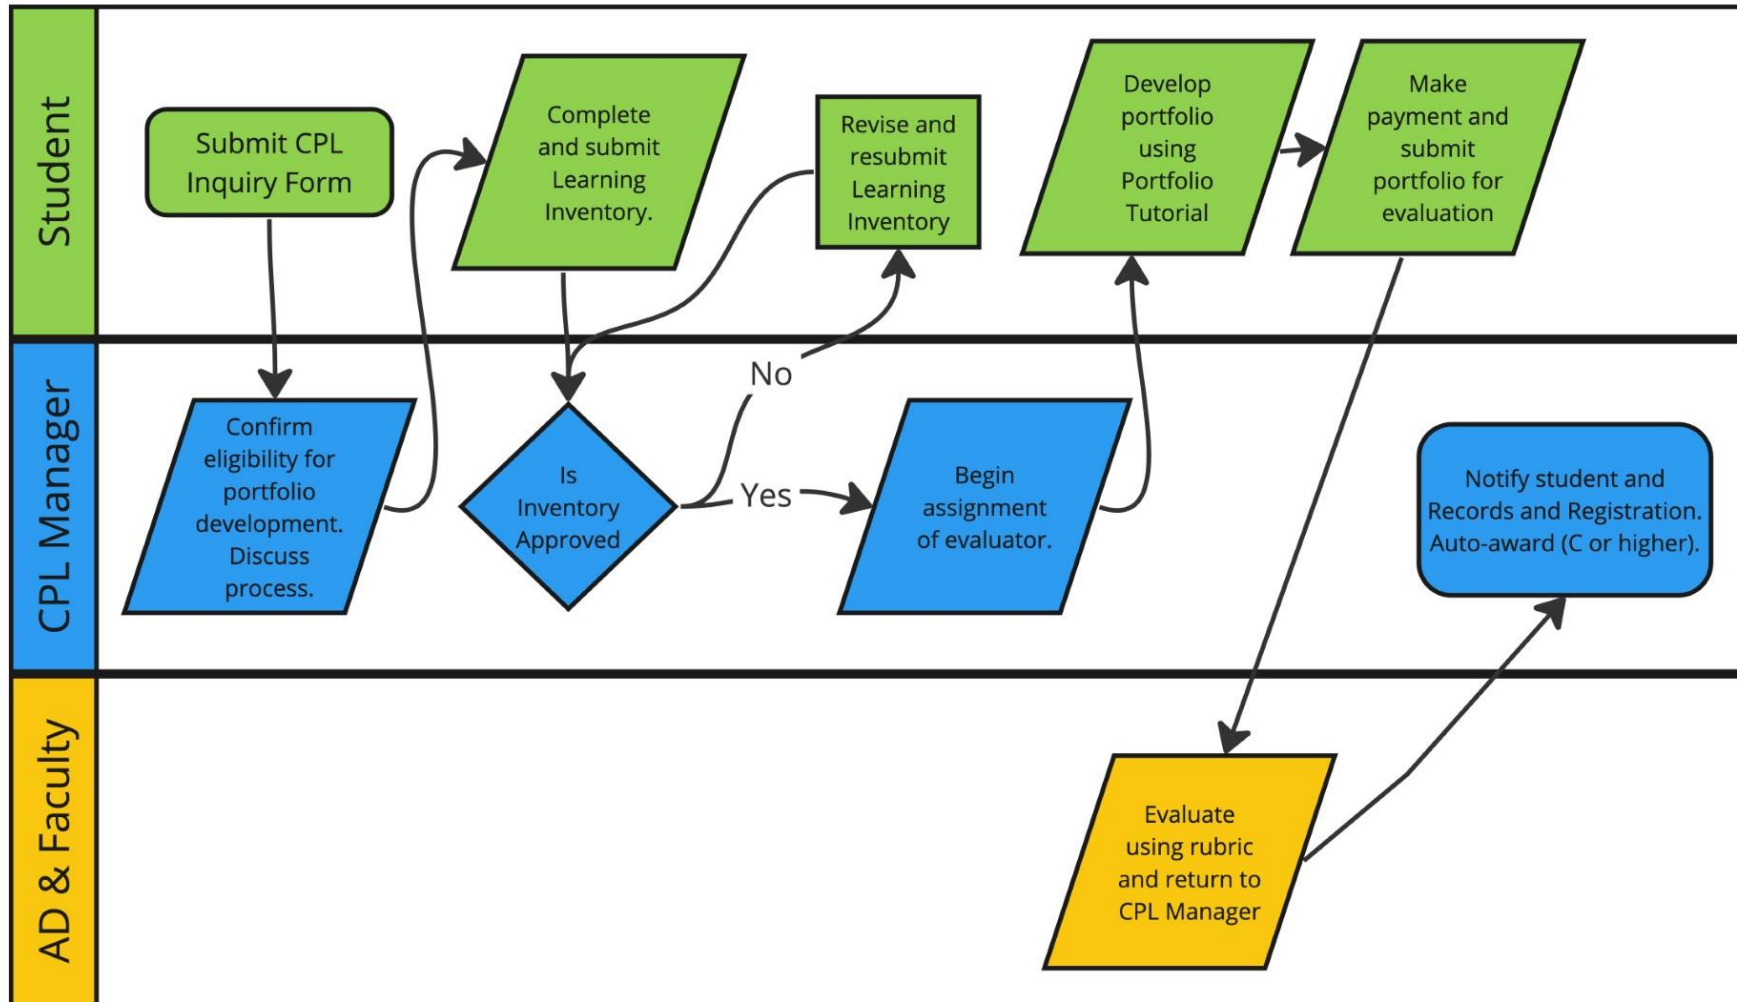 Student
Submit CPL
Inquiry Form
Complete
and submit
Learning
Inventory.
Revise and
resubmit
Learning
Inventory
Develop
portfolio
using
Portfolio
Tutorial
Make
payment and
submit
portfolio for
evaluation
CPL Manager
Confirm
eligibility for
portfolio
development.
Discuss
process.
Is
Inventory
Approved
No
Yes
Begin
assignment
of evaluator.
Notify student and
Records and Registration.
Auto-award (C or higher).
AD & Faculty
Evaluate
using rubric
and return to
CPL Manager